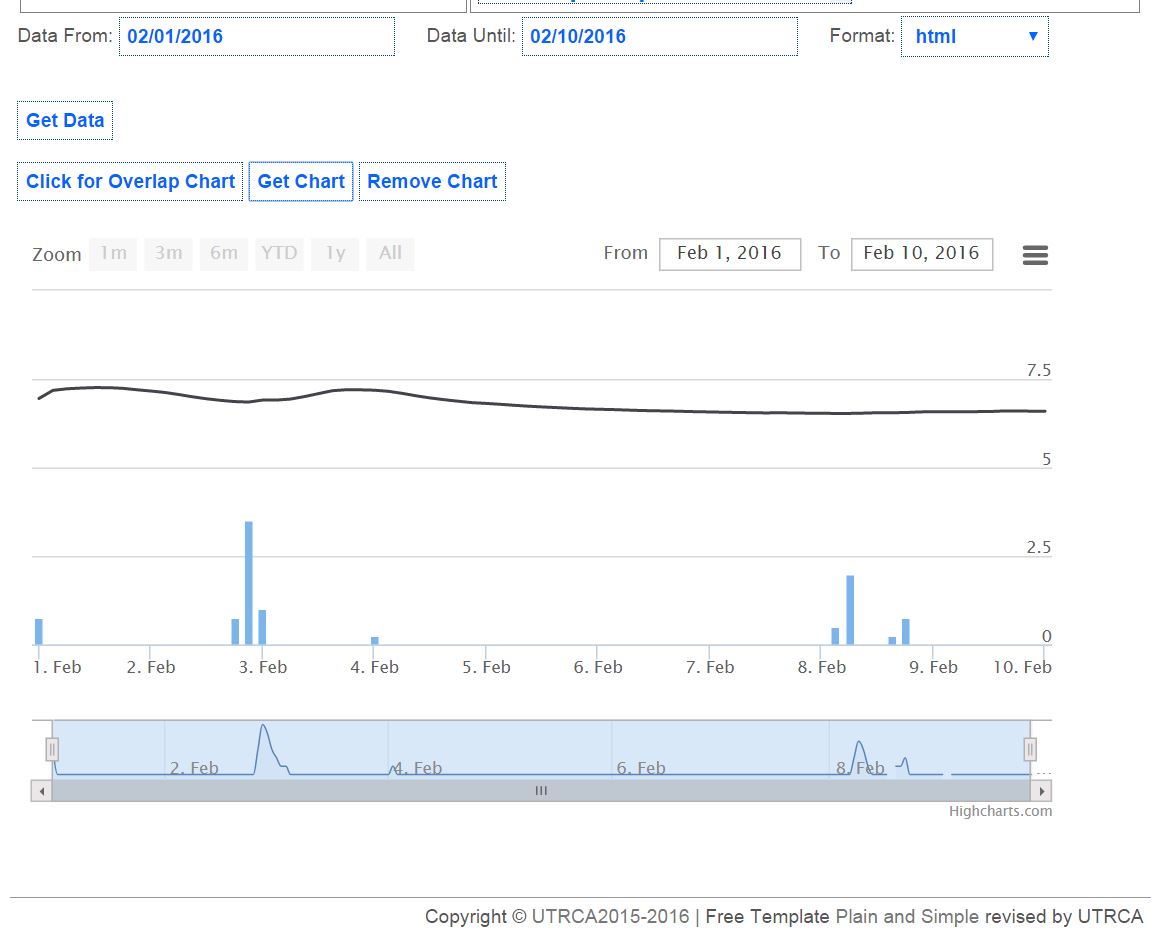 Data From: 02/01/2016 Data Until: 02/10/2016 Format: html
Get Data
Click for Overlap Chart Get Chart Remove Chart
Zoom 1m 3m 6m YTD 1y All From Feb 1, 2016 To Feb 10, 2016
7.5
5
2.5
0
1. Feb 2. Feb 3. Feb 4. Feb 5. Feb 6. Feb 7. Feb 8. Feb 9. Feb 10. Feb
2. Feb 4. Feb 6. Feb 8. Feb ...
Highcharts.com
Copyright © UTRCA2015-2016 | Free Template Plain and Simple revised by UTRCA